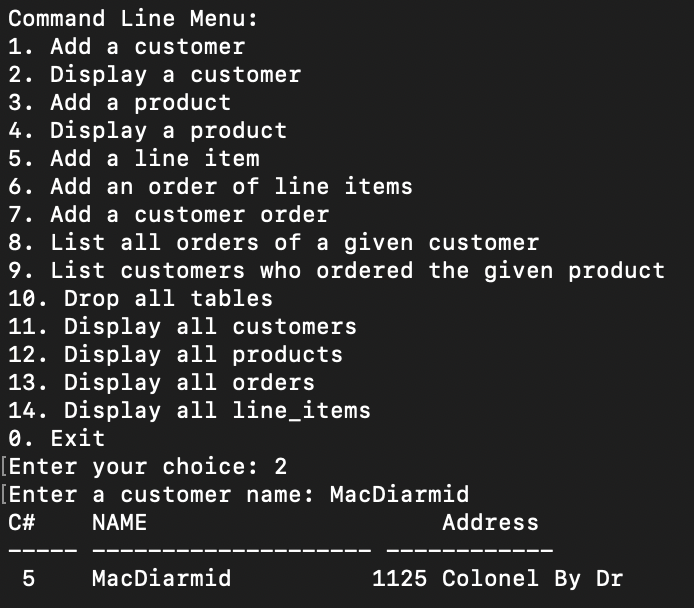 Command Line Menu:
1. Add a customer
2. Display a customer
3. Add a product
4. Display a product
5. Add a line item
6. Add an order of line items
7. Add a customer order
8. List all orders of a given customer
9. List customers who ordered the given product
10. Drop all tables
11. Display all customers
12. Display all products
13. Display all orders
14. Display all line_items
0. Exit
[Enter your choice: 2
[Enter a customer name: MacDiarmid
C#    NAME                     Address
----- -------------------- ------------
 5    MacDiarmid          1125 Colonel By Dr